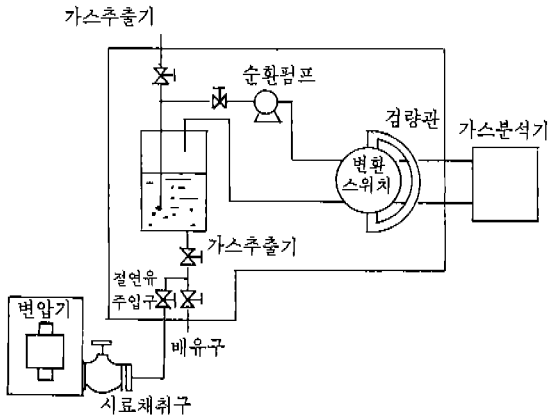 가스추출기
순환펌프
검량관
가스분석기
변환
스위치
가스추출기
절연유
주입구
변압기
배유구
시료채취구